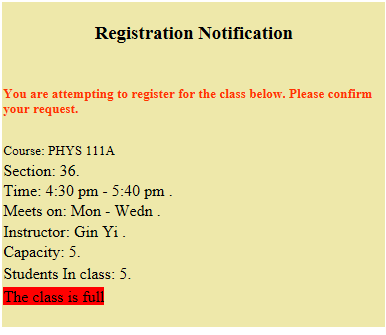 Registration Notification
You are attempting to register for the class below. Please confirm
your request.
Course: PHYS 111A
Section: 36.
Time: 4:30 pm - 5:40 pm .
Meets on: Mon - Wedn .
Instructor: Gin Yi .
Capacity: 5.
Students In class: 5.
The class is full